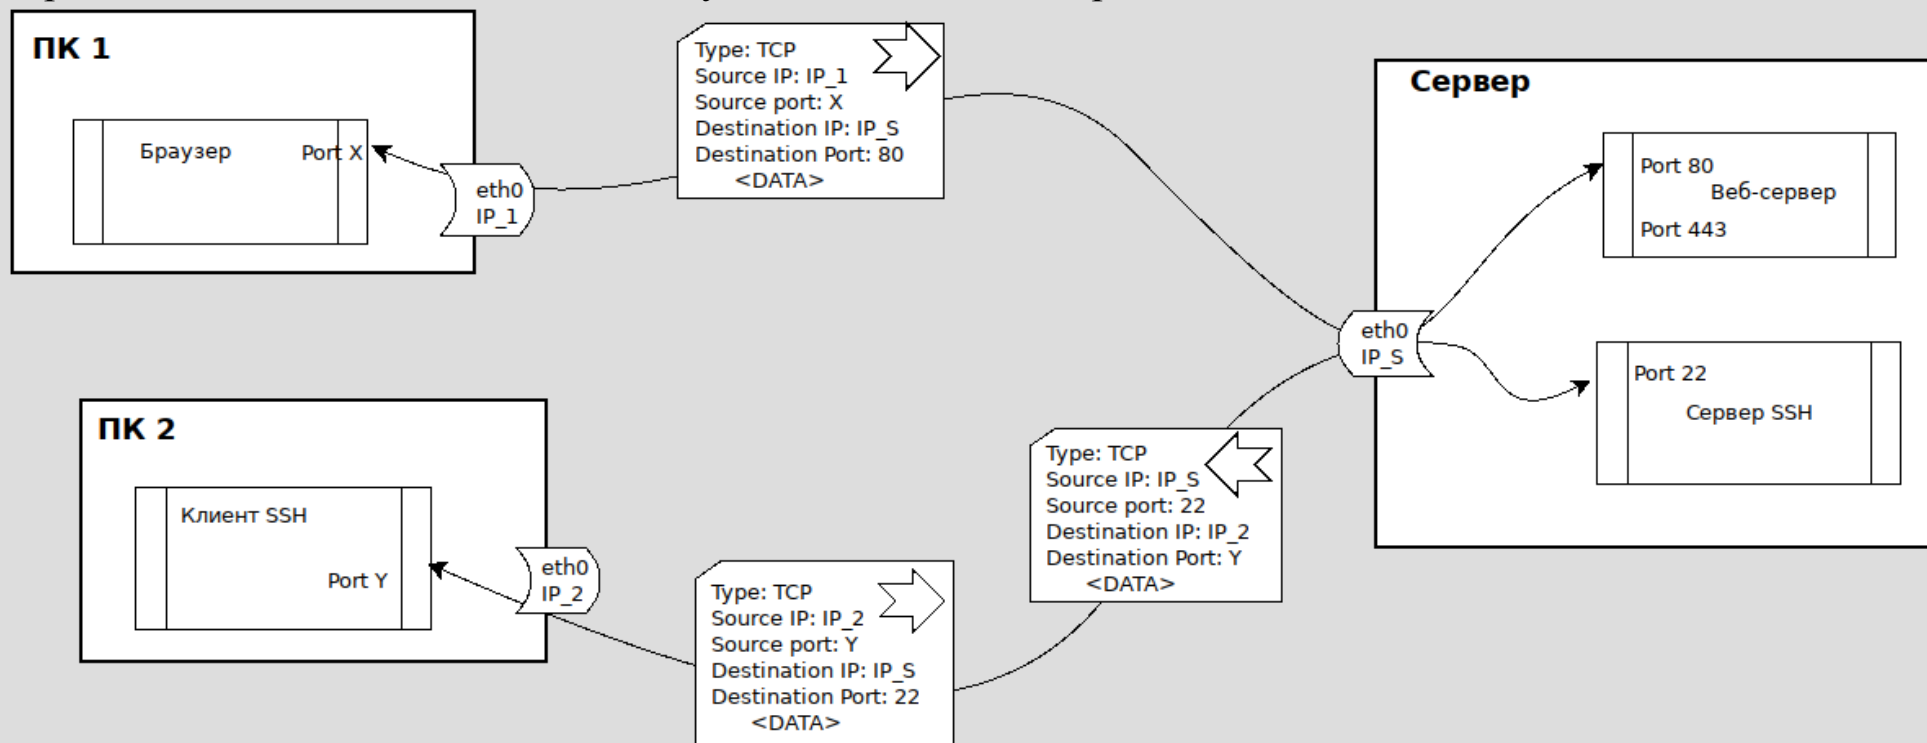 ПК 1
Браузер
Port X
eth0
IP_1
Type: TCP
Source IP: IP_1
Source port: X
Destination IP: IP_S
Destination Port: 80
<DATA>
Сервер
Port 80
Веб-сервер
Port 443
eth0
IP_S
Port 22
Сервер SSH
ПК 2
Клиент SSH
Port Y
eth0
IP_2
Type: TCP
Source IP: IP_S
Source port: 22
Destination IP: IP_2
Destination Port: Y
<DATA>
Type: TCP
Source IP: IP_2
Source port: Y
Destination IP: IP_S
Destination Port: 22
<DATA>